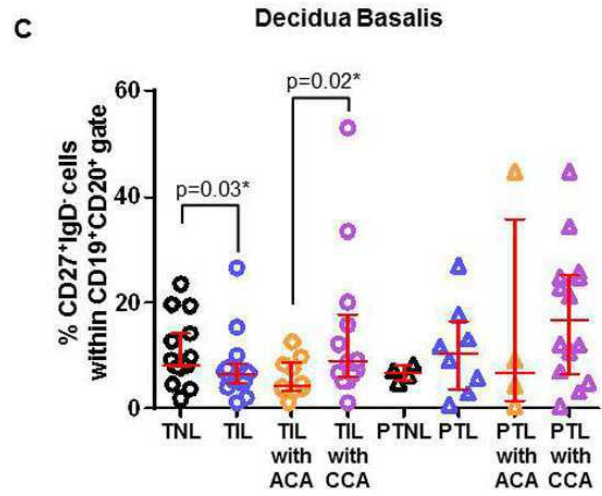 C
Decidua Basalis
% CD27⁺IgD⁻ cells
within CD19⁺CD20⁺ gate
60
40
20
0
p=0.03*
p=0.02*
TNL TIL TIL TIL PTNL PTL PTL PTL
with with with with
ACA CCA ACA CCA